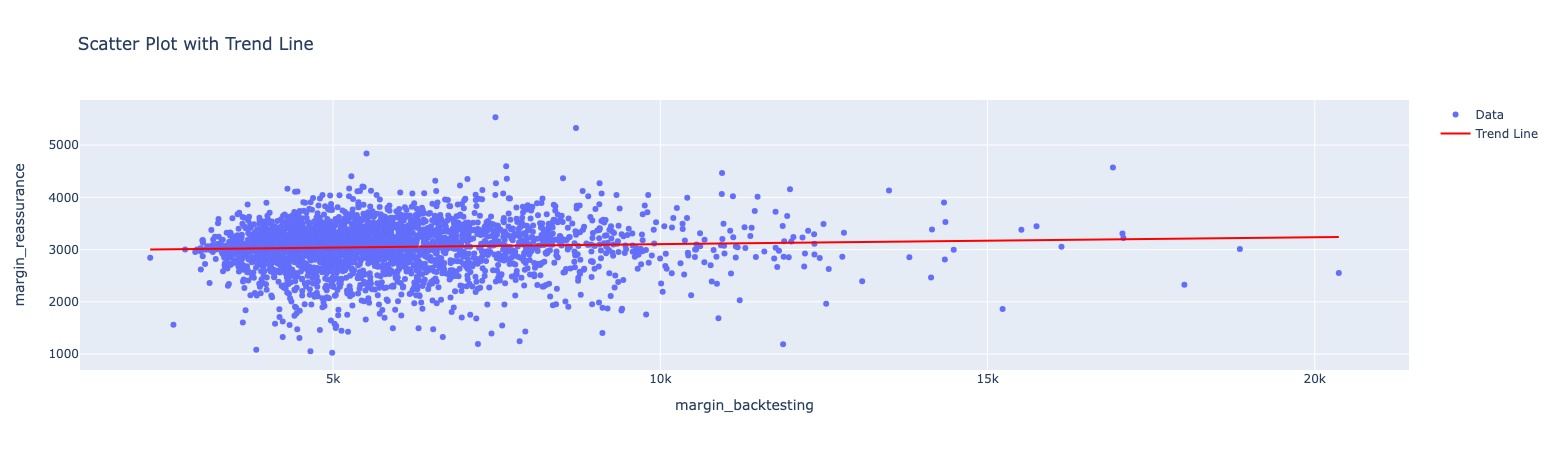 Scatter Plot with Trend Line
margin_reassurance
5000
4000
3000
2000
1000
5k
10k
15k
20k
margin_backtesting
Data
Trend Line